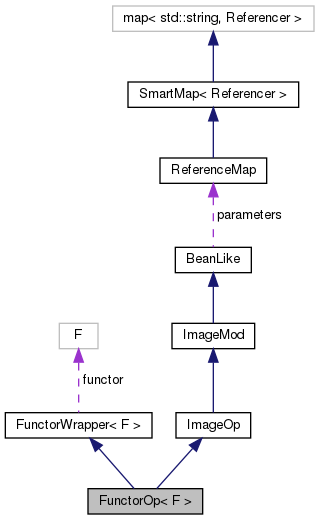 map< std::string, Referencer >
SmartMap< Referencer >
ReferenceMap
parameters
BeanLike
F
ImageMod
functor
FunctorWrapper< F >
ImageOp
FunctorOp< F >